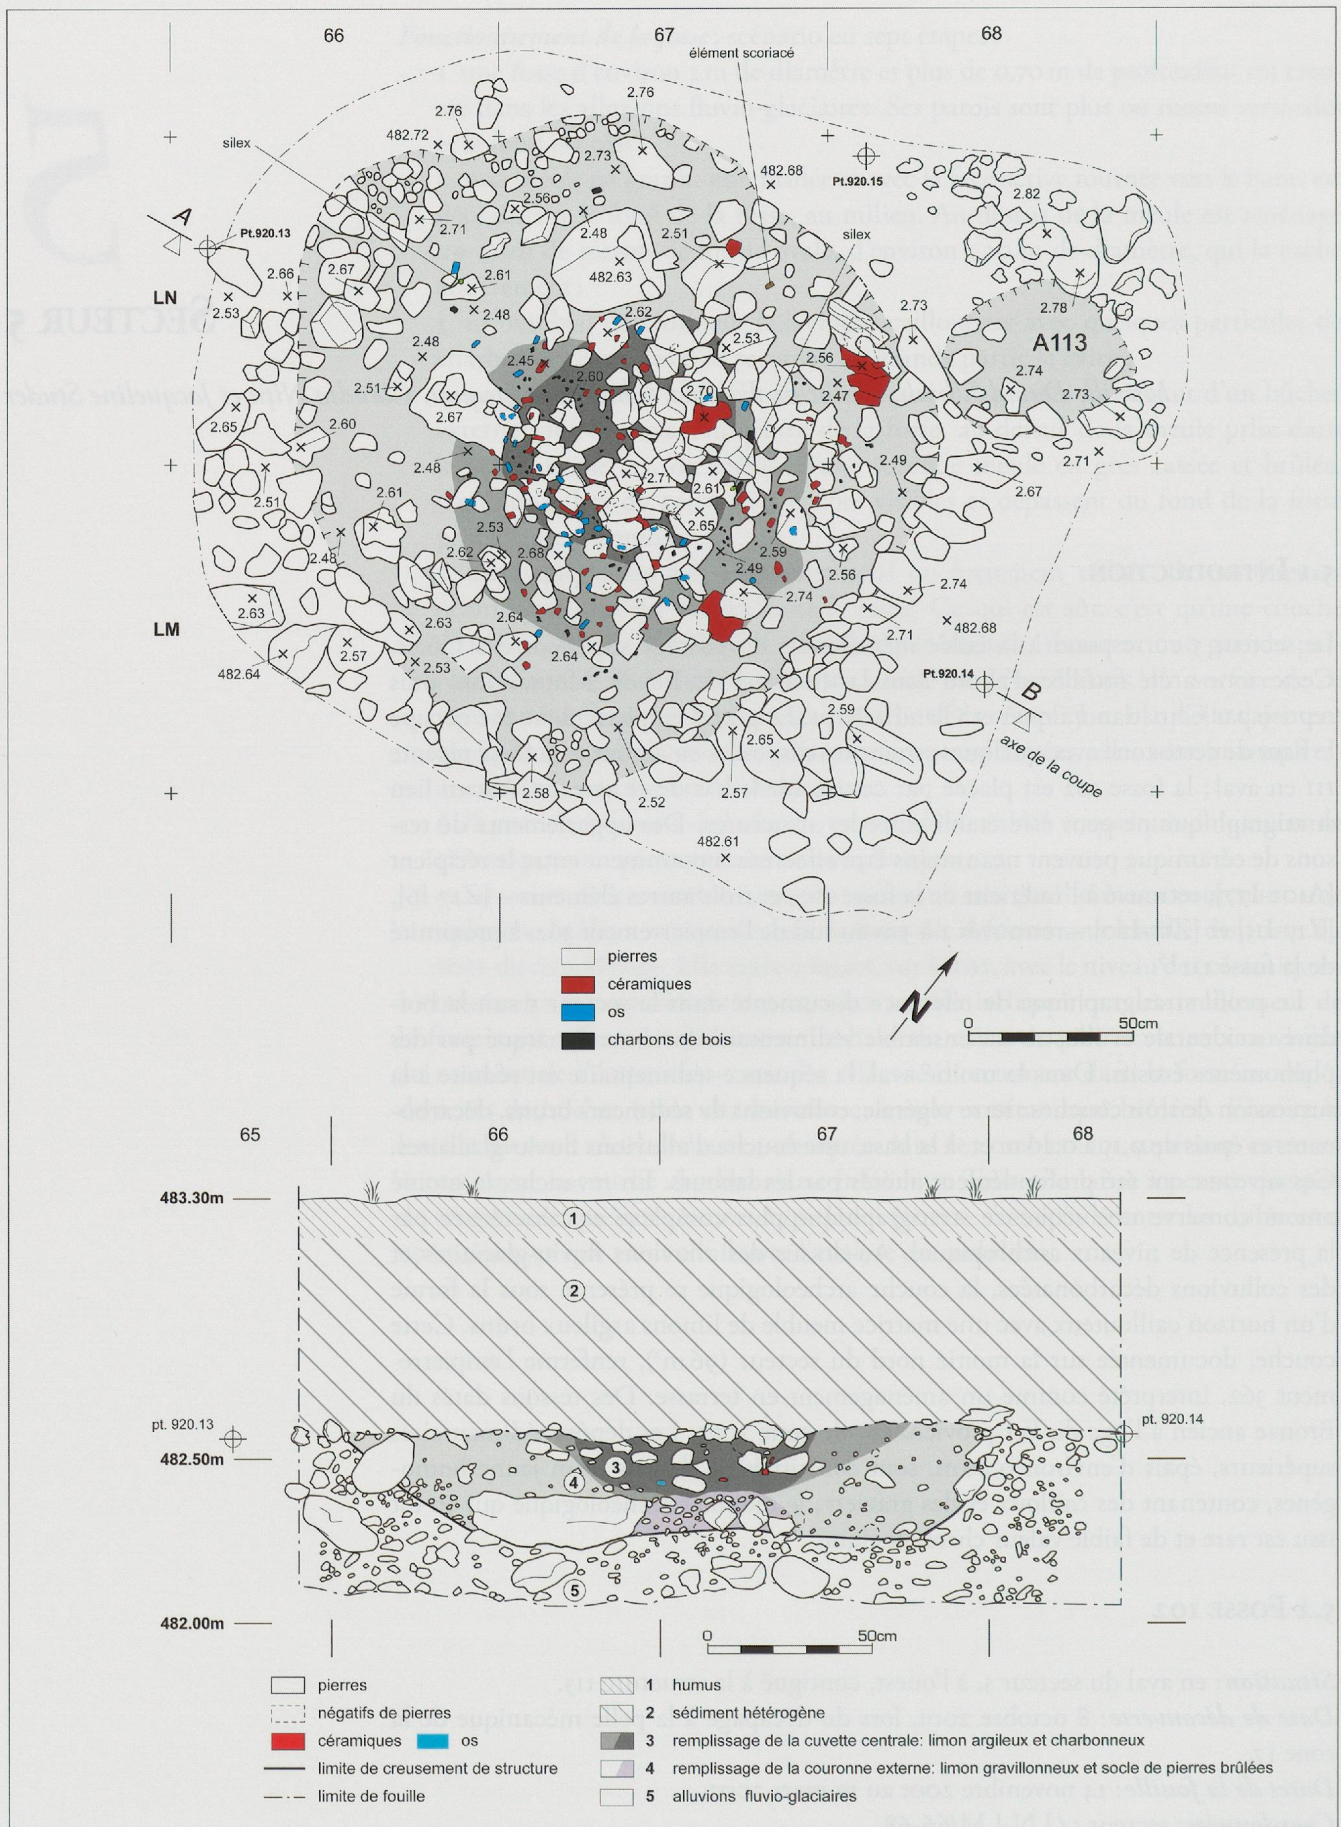 66 67 68
élément scoriacé
2.76
2.76
482.72
silex
2.73
482.68
Pt.920.15
2.82
A
2.56
2.71
2.48
2.51
silex
Pt.920.13
2.67
2.66
2.61
482.63
LN
2.53
2.48
2.62
2.73
2.78
2.48
2.53
A113
2.45
2.56
2.51
2.60
2.70
2.74
2.47
2.73
2.67
2.65
2.60
2.48
2.49
2.71
2.51
2.61
2.71
2.61
2.67
2.65
2.53
2.48
2.62
2.68
2.59
2.49
2.56
2.74
2.63
2.74
2.64
2.63
2.71
482.68
LM
2.57
2.64
482.64
2.53
Pt.920.14
B
2.59
2.65
axe de la coupe
2.58
2.52
2.57
482.61
pierres
céramiques
os
charbons de bois
N
0 50cm
65 66 67 68
483.30m
1
2
pt. 920.13
pt. 920.14
482.50m
3
4
5
482.00m
0 50cm
pierres
négatifs de pierres
céramiques os
limite de creusement de structure
limite de fouille
1 humus
2 sédiment hétérogène
3 remplissage de la cuvette centrale: limon argileux et charbonneux
4 remplissage de la couronne externe: limon gravillonneux et socle de pierres brûlées
5 alluvions fluvio-glaciaires